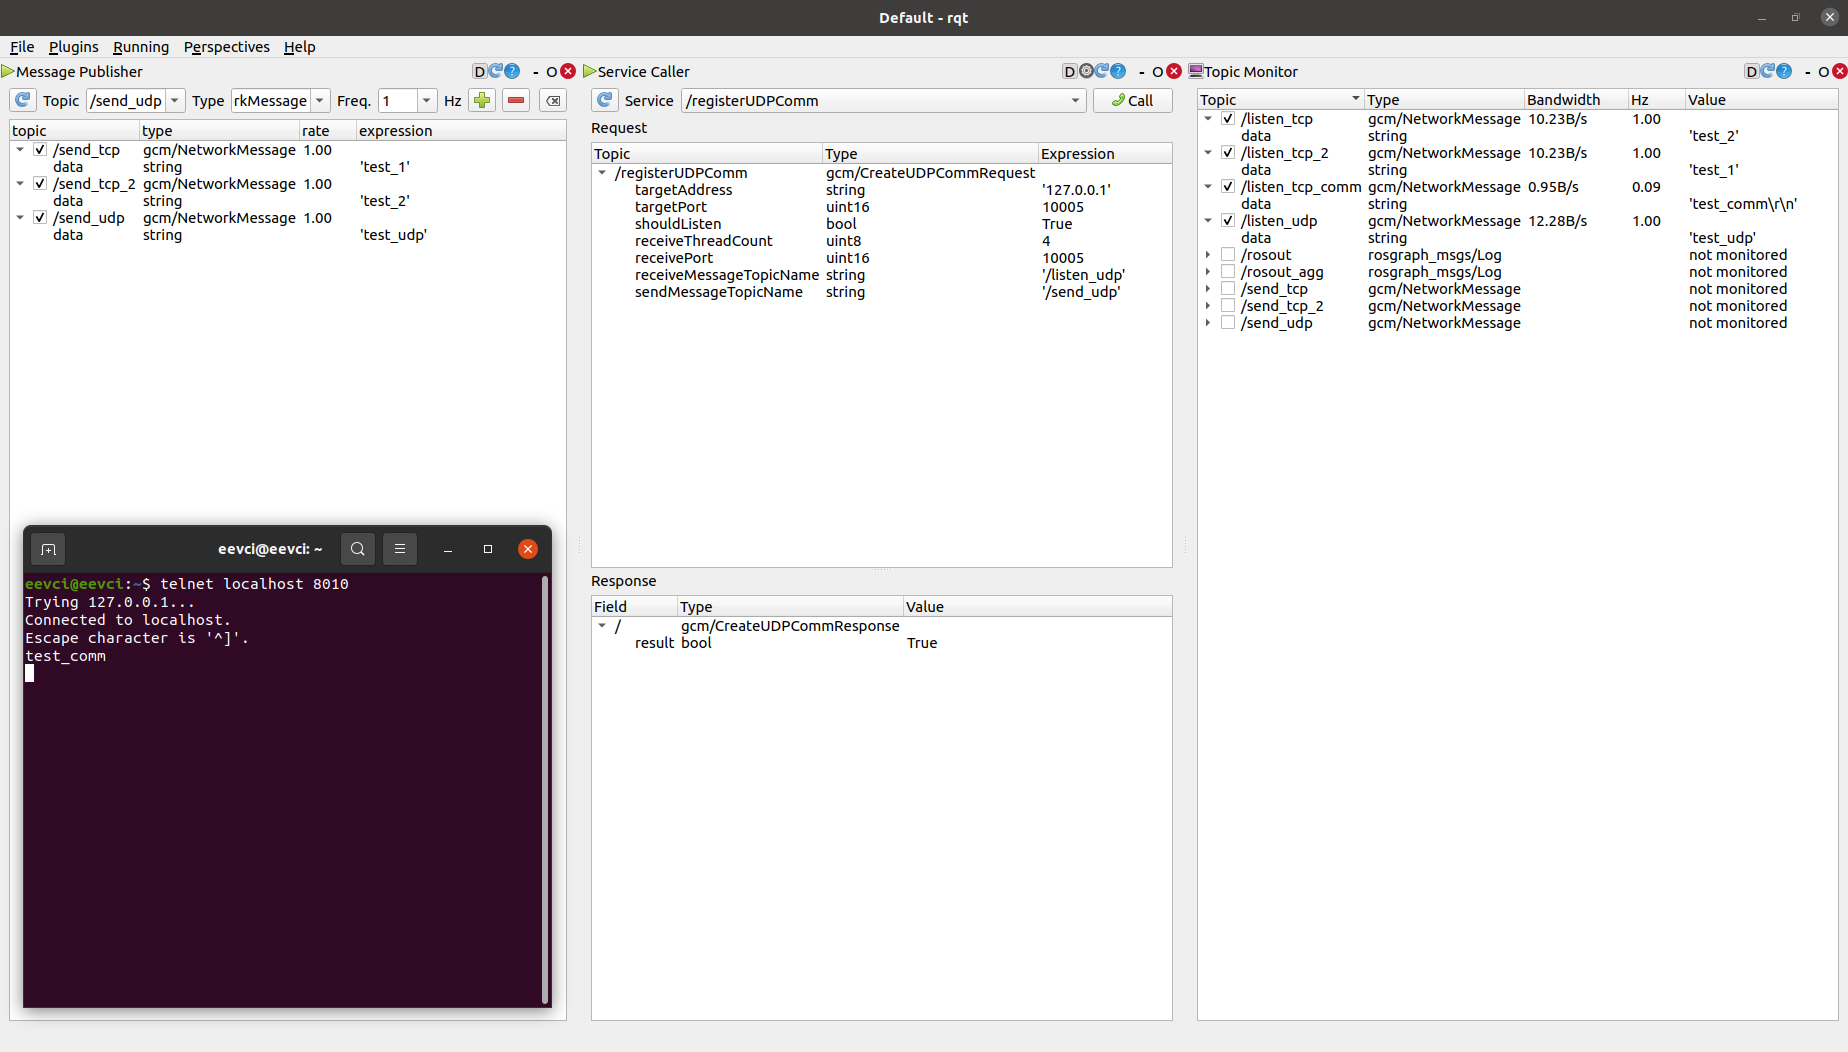 Default - rqt
File Plugins Running Perspectives Help
Message Publisher D ? - O
Topic /send_udp Type rkMessage Freq. 1 Hz
topic type rate expression
/send_tcp gcm/NetworkMessage 1.00
data string 'test_1'
/send_tcp_2 gcm/NetworkMessage 1.00
data string 'test_2'
/send_udp gcm/NetworkMessage 1.00
data string 'test_udp'
eevci@eevci: ~
eevci@eevci:~$ telnet localhost 8010
Trying 127.0.0.1...
Connected to localhost.
Escape character is '^]'.
test_comm
Service Caller D ? - O
Service /registerUDPComm Call
Request
Topic Type Expression
/registerUDPComm gcm/CreateUDPCommRequest
targetAddress string '127.0.0.1'
targetPort uint16 10005
shouldListen bool True
receiveThreadCount uint8 4
receivePort uint16 10005
receiveMessageTopicName string '/listen_udp'
sendMessageTopicName string '/send_udp'
Response
Field Type Value
/ gcm/CreateUDPCommResponse
result bool True
Topic Monitor D ? - O
Topic Type Bandwidth Hz Value
/listen_tcp gcm/NetworkMessage 10.23B/s 1.00
data string 'test_2'
/listen_tcp_2 gcm/NetworkMessage 10.23B/s 1.00
data string 'test_1'
/listen_tcp_comm gcm/NetworkMessage 0.95B/s 0.09
data string 'test_comm\r\n'
/listen_udp gcm/NetworkMessage 12.28B/s 1.00
data string 'test_udp'
/rosout rosgraph_msgs/Log not monitored
/rosout_agg rosgraph_msgs/Log not monitored
/send_tcp gcm/NetworkMessage not monitored
/send_tcp_2 gcm/NetworkMessage not monitored
/send_udp gcm/NetworkMessage not monitored